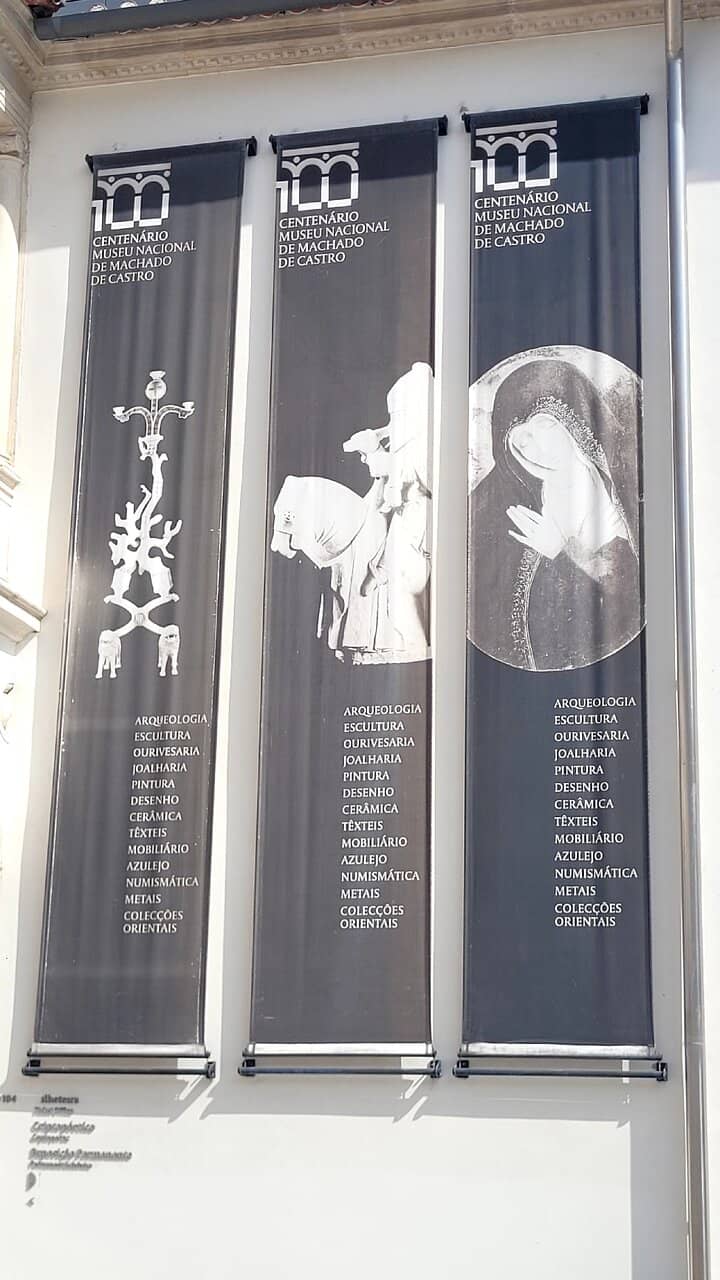 100
CENTENÁRIO
MUSEU NACIONAL
DE MACHADO
DE CASTRO
ARQUEOLOGIA
ESCULTURA
OURIVESARIA
JOALHARIA
PINTURA
DESENHO
CERÂMICA
TÊXTEIS
MOBILIÁRIO
AZULEJO
NUMISMÁTICA
METAIS
COLECÇÕES
ORIENTAIS
100
CENTENÁRIO
MUSEU NACIONAL
DE MACHADO
DE CASTRO
ARQUEOLOGIA
ESCULTURA
OURIVESARIA
JOALHARIA
PINTURA
DESENHO
CERÂMICA
TÊXTEIS
MOBILIÁRIO
AZULEJO
NUMISMÁTICA
METAIS
COLECÇÕES
ORIENTAIS
100
CENTENÁRIO
MUSEU NACIONAL
DE MACHADO
DE CASTRO
ARQUEOLOGIA
ESCULTURA
OURIVESARIA
JOALHARIA
PINTURA
DESENHO
CERÂMICA
TÊXTEIS
MOBILIÁRIO
AZULEJO
NUMISMÁTICA
METAIS
COLECÇÕES
ORIENTAIS
Criptopórtico
Exposição Permanente